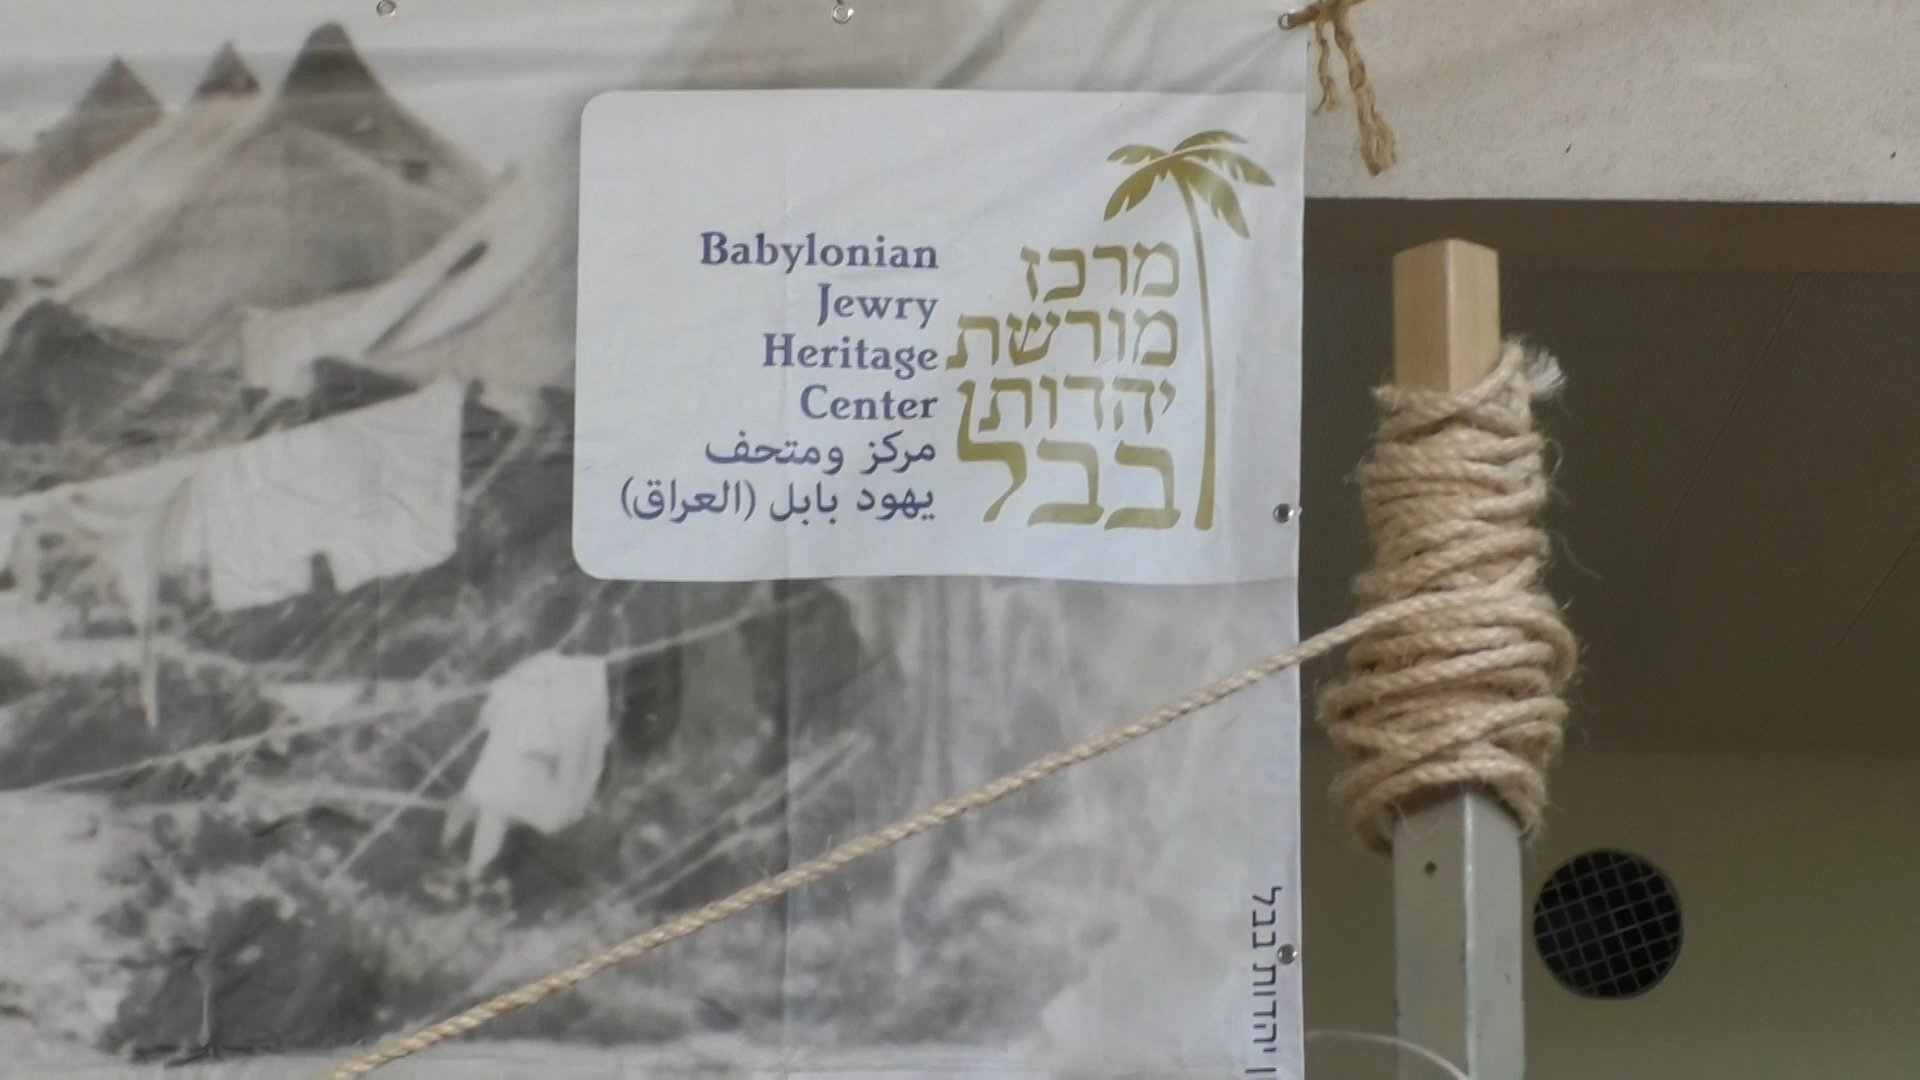 Babylonian
Jewry
Heritage
Center
مركز ومتحف
يهود بابل (العراق)
מרכז
מורשת
יהדות
בבל
יהדות בבל